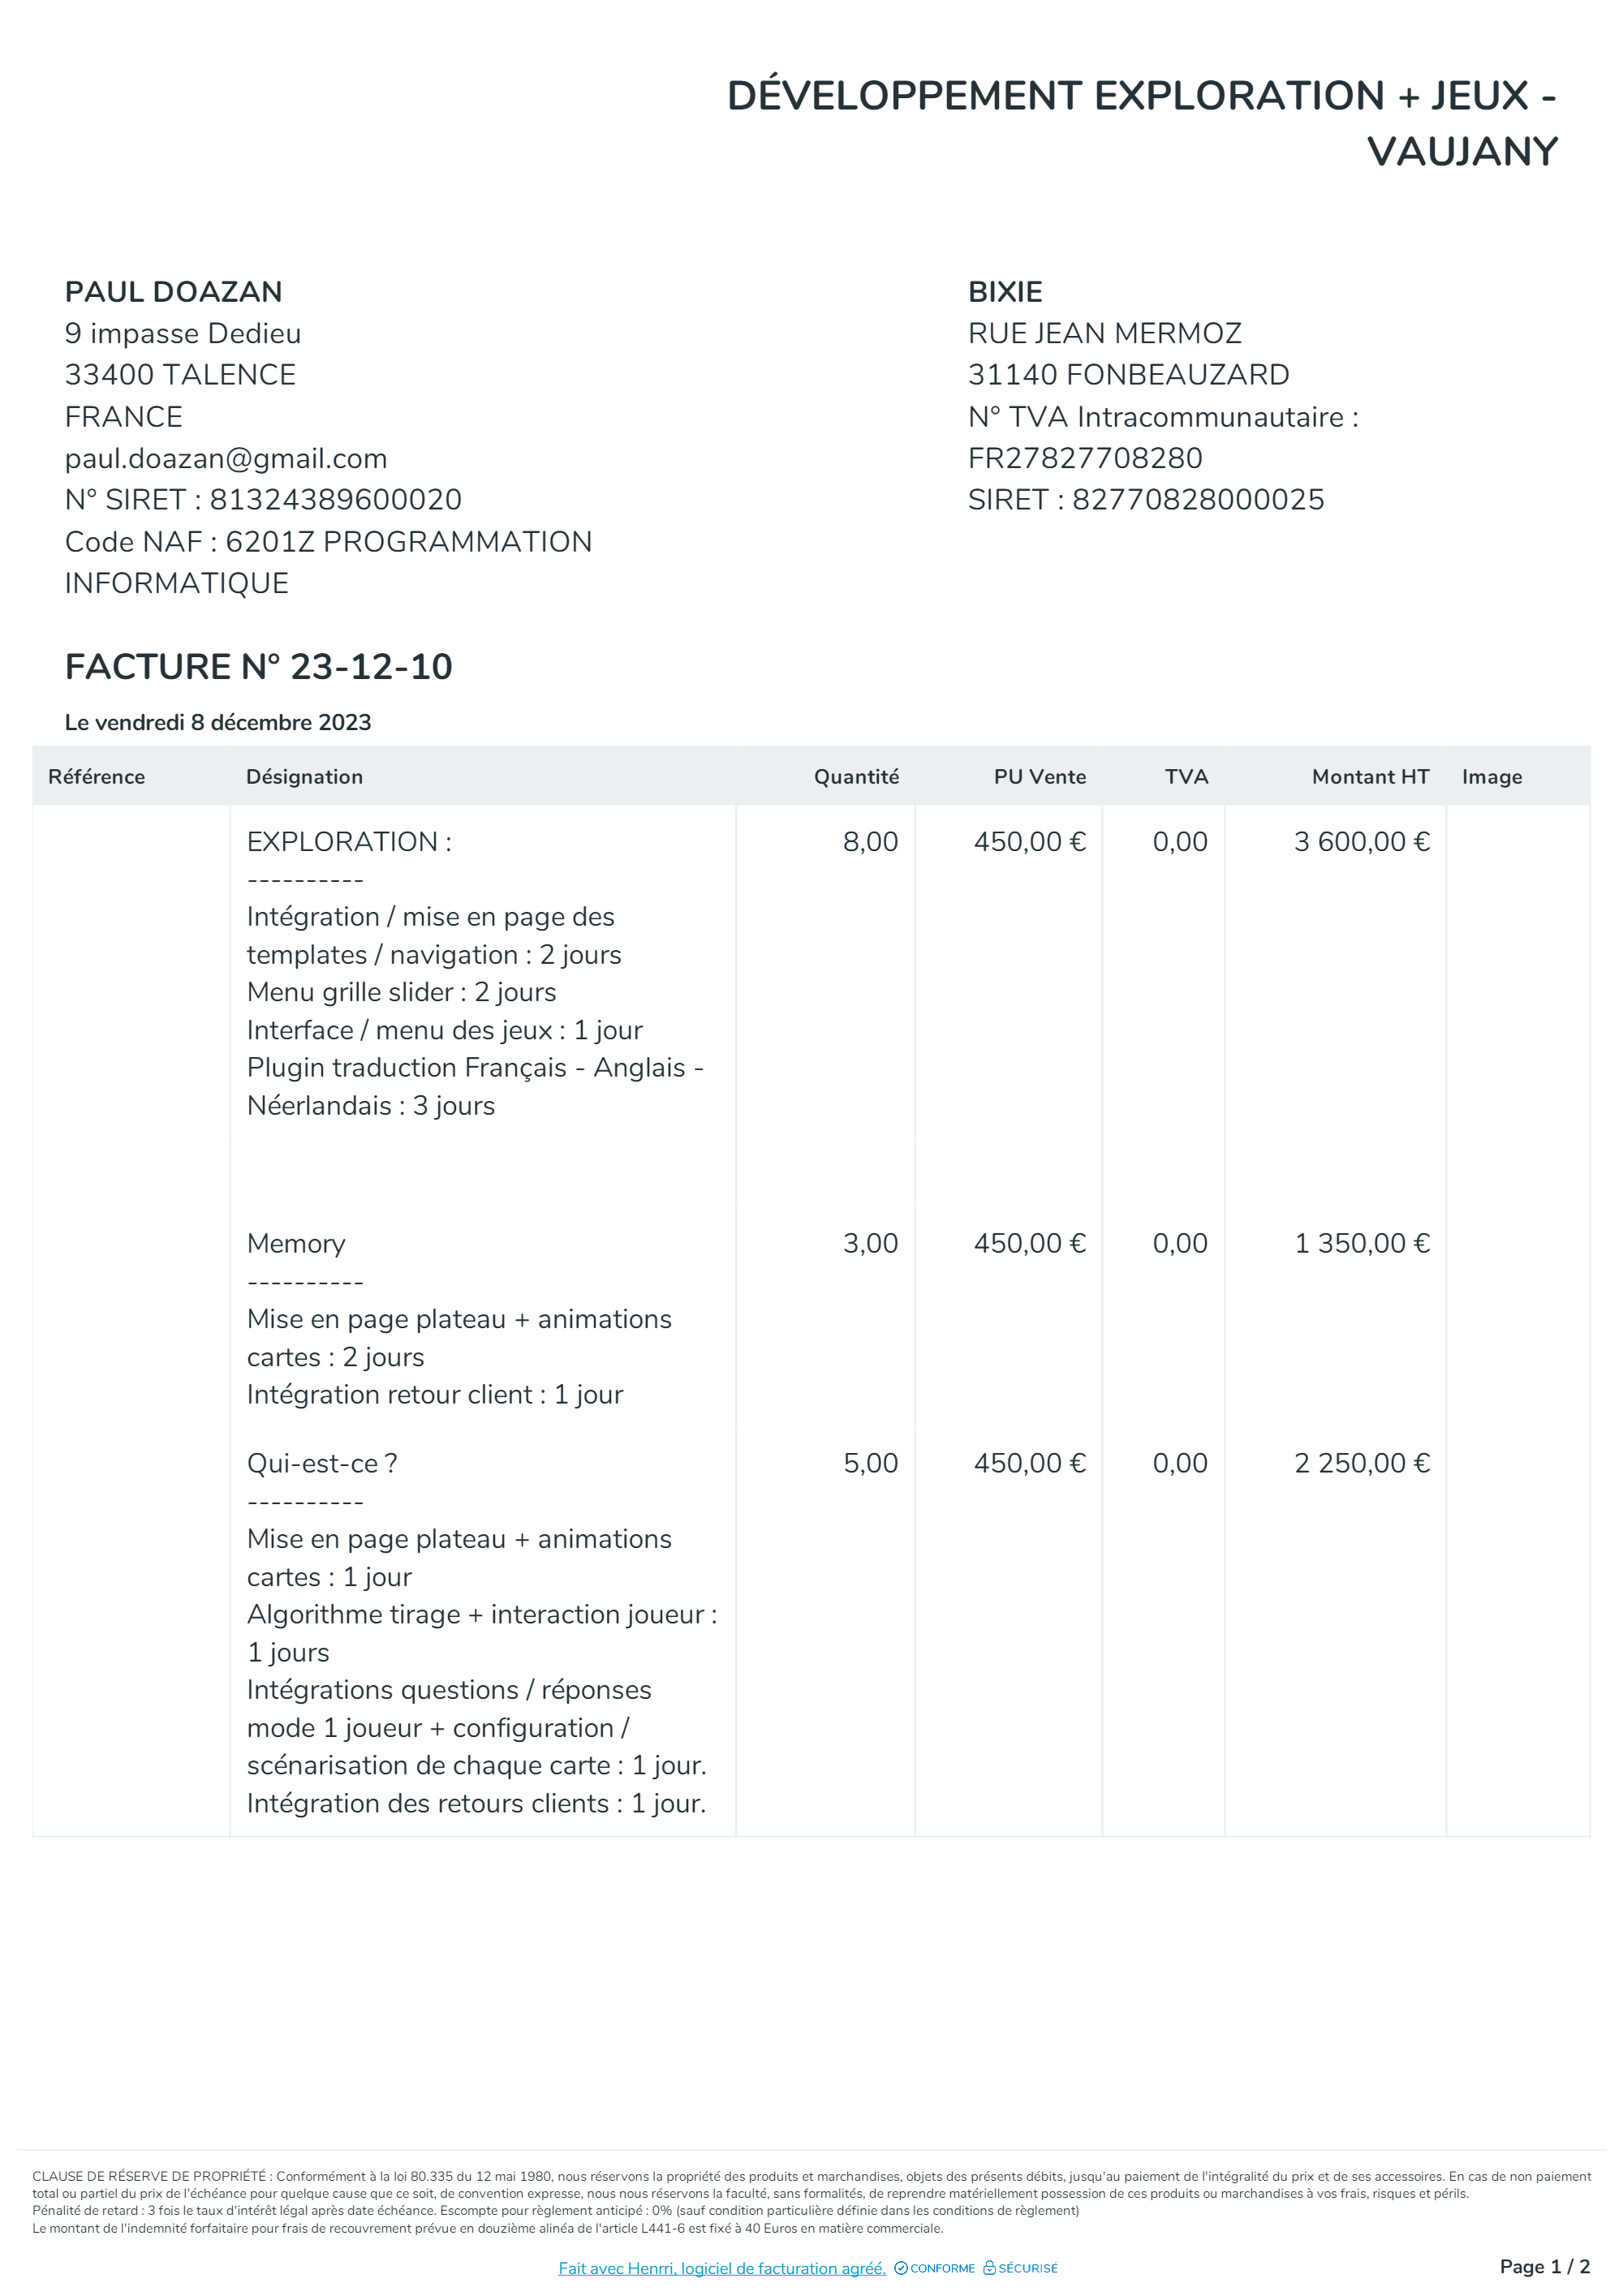 DÉVELOPPEMENT EXPLORATION + JEUX -
VAUJANY
PAUL DOAZAN
9 impasse Dedieu
33400 TALENCE
FRANCE
paul.doazan@gmail.com
N° SIRET : 81324389600020
Code NAF : 6201Z PROGRAMMATION
INFORMATIQUE
BIXIE
RUE JEAN MERMOZ
31140 FONBEAUZARD
N° TVA Intracommunautaire :
FR27827708280
SIRET : 82770828000025
FACTURE N° 23-12-10
Le vendredi 8 décembre 2023
Référence Désignation Quantité PU Vente TVA Montant HT Image
EXPLORATION : 8,00 450,00 € 0,00 3 600,00 €
----------
Intégration / mise en page des
templates / navigation : 2 jours
Menu grille slider : 2 jours
Interface / menu des jeux : 1 jour
Plugin traduction Français - Anglais -
Néerlandais : 3 jours
Memory 3,00 450,00 € 0,00 1 350,00 €
----------
Mise en page plateau + animations
cartes : 2 jours
Intégration retour client : 1 jour
Qui-est-ce ? 5,00 450,00 € 0,00 2 250,00 €
----------
Mise en page plateau + animations
cartes : 1 jour
Algorithme tirage + interaction joueur :
1 jours
Intégrations questions / réponses
mode 1 joueur + configuration /
scénarisation de chaque carte : 1 jour.
Intégration des retours clients : 1 jour.
CLAUSE DE RÉSERVE DE PROPRIÉTÉ : Conformément à la loi 80.335 du 12 mai 1980, nous réservons la propriété des produits et marchandises, objets des présents débits, jusqu'au paiement de l'intégralité du prix et de ses accessoires. En cas de non paiement
total ou partiel du prix de l'échéance pour quelque cause que ce soit, de convention expresse, nous nous réservons la faculté, sans formalités, de reprendre matériellement possession de ces produits ou marchandises à vos frais, risques et périls.
Pénalité de retard : 3 fois le taux d'intérêt légal après date échéance. Escompte pour règlement anticipé : 0% (sauf condition particulière définie dans les conditions de règlement)
Le montant de l'indemnité forfaitaire pour frais de recouvrement prévue en douzième alinéa de l'article L441-6 est fixé à 40 Euros en matière commerciale.
Fait avec Henrri, logiciel de facturation agréé. CONFORME SÉCURISÉ
Page 1 / 2